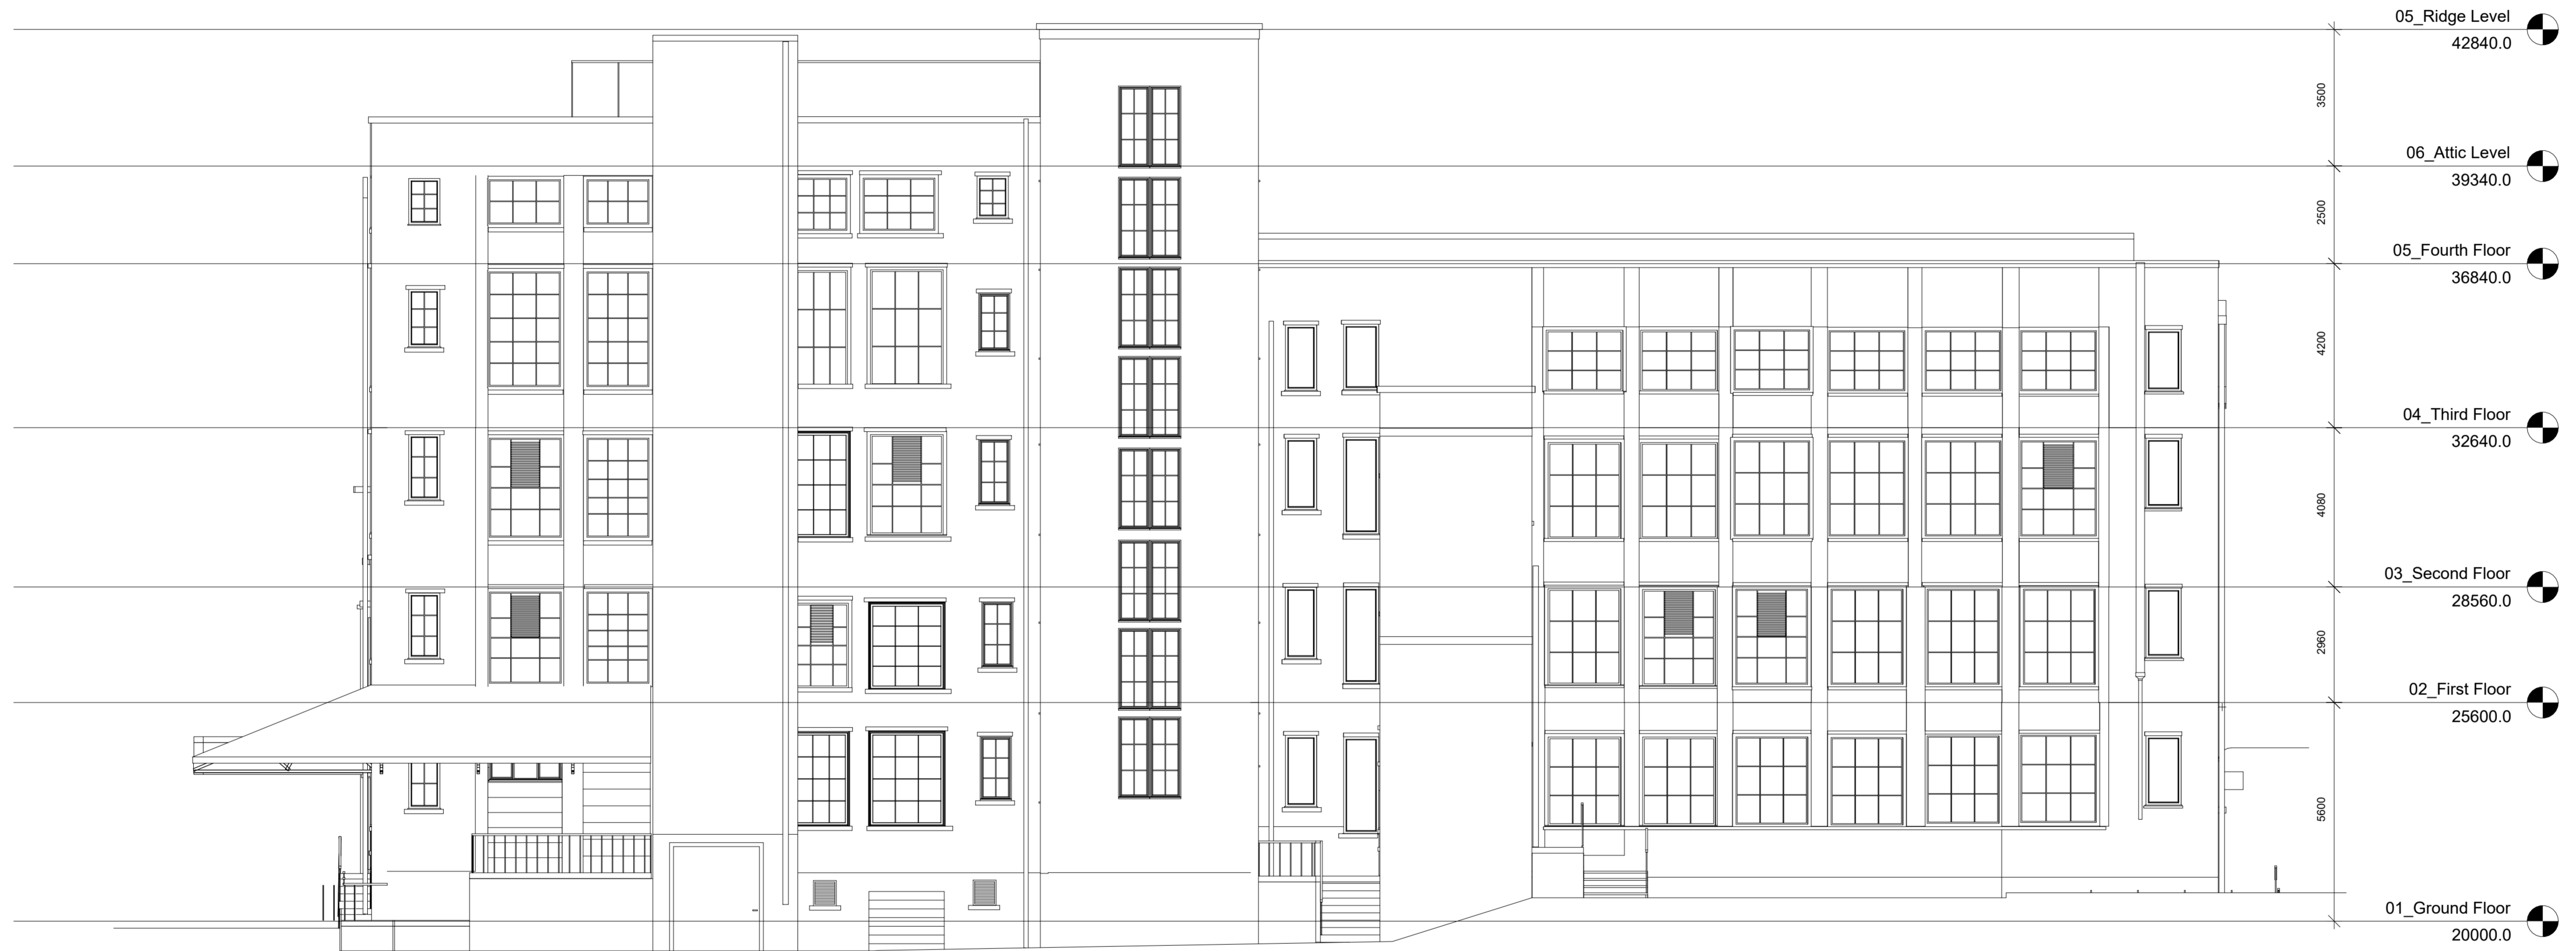 05_Ridge Level
42840.0
3500
06_Attic Level
39340.0
2500
05_Fourth Floor
36840.0
4200
04_Third Floor
32640.0
4080
03_Second Floor
28560.0
2960
02_First Floor
25600.0
5600
01_Ground Floor
20000.0